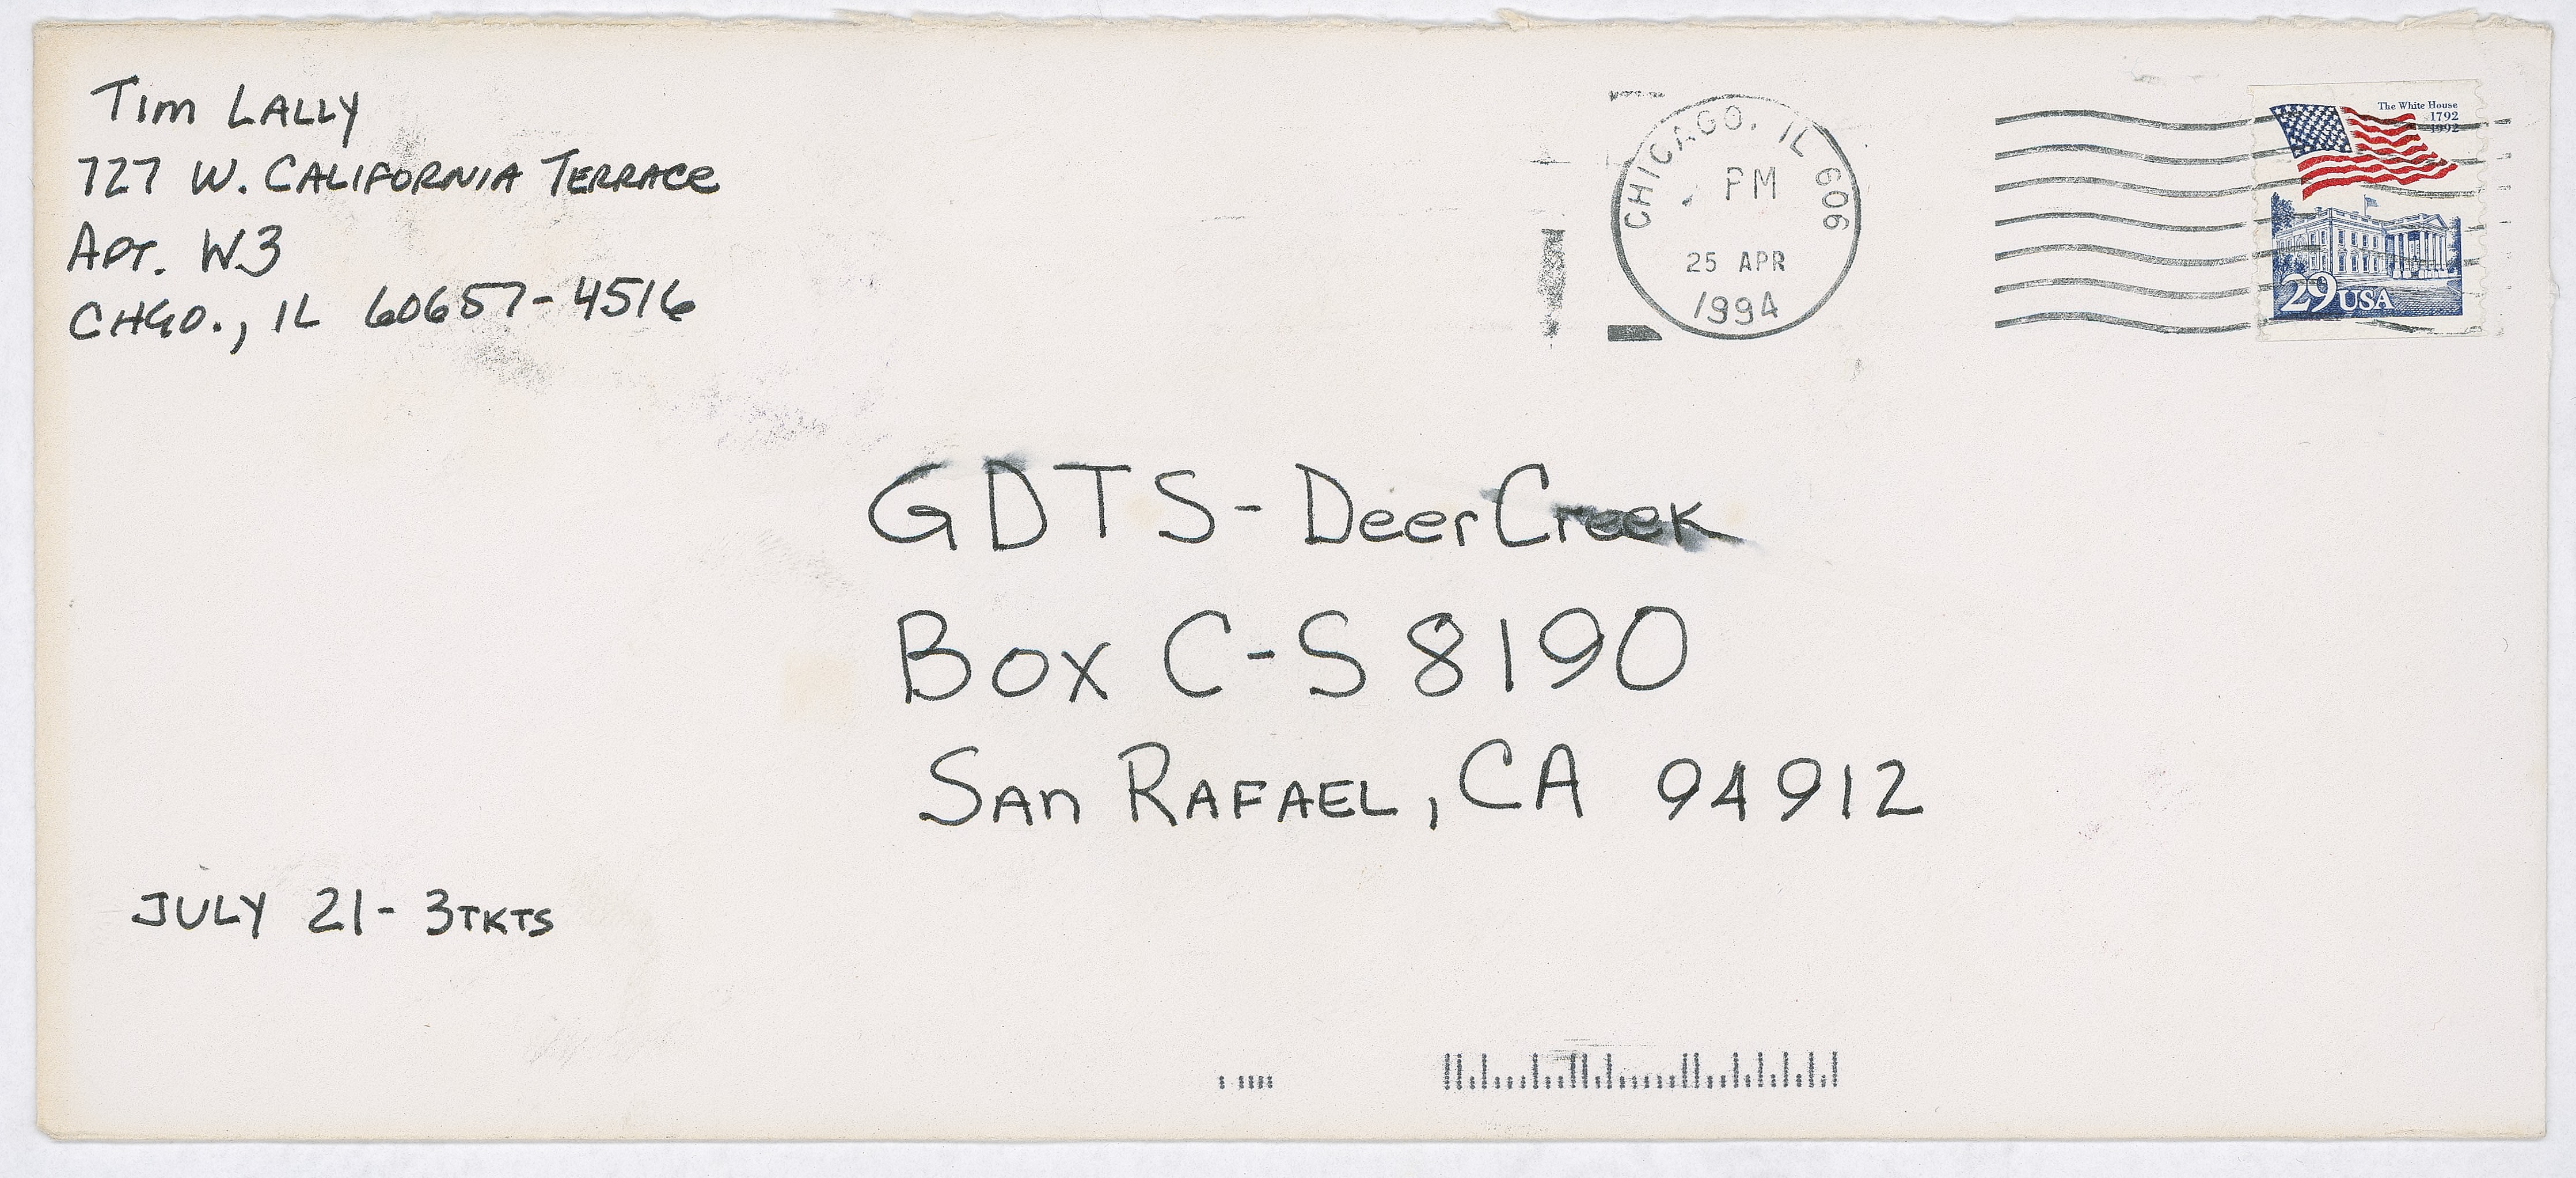 Tim LALLY
727 W. CALIFORNIA TERRACE
APT. W3
CHGO., IL 60657-4516
CHICAGO, IL 606
PM
25 APR
1994
The White House
1792
1992
29 USA
GDTS - Deer Creek
Box C-S 8190
SAn RAFAEL, CA 94912
JULY 21 - 3TKTS